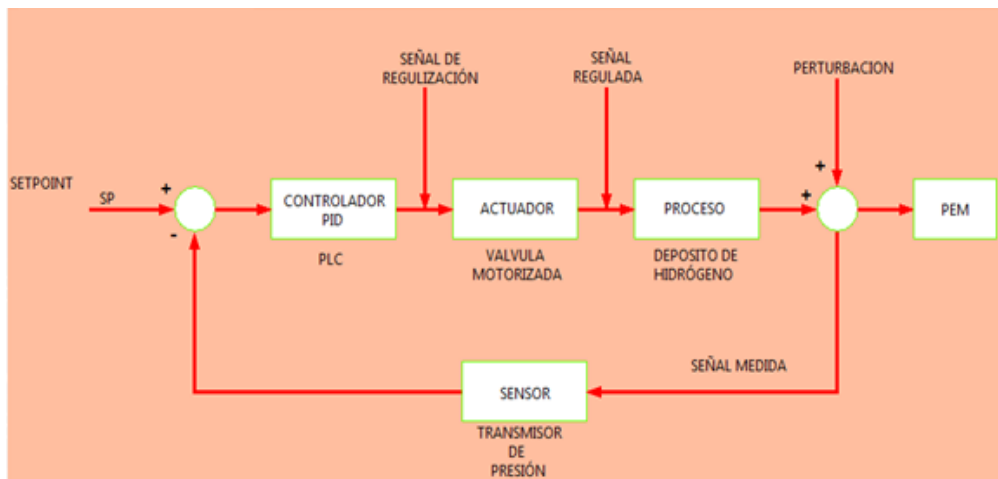 SEÑAL DE
REGULIZACIÓN
SEÑAL
REGULADA
PERTURBACION
SETPOINT
SP
+
-
CONTROLADOR
PID
PLC
ACTUADOR
VALVULA
MOTORIZADA
PROCESO
DEPOSITO DE
HIDRÓGENO
+
+
PEM
SEÑAL MEDIDA
SENSOR
TRANSMISOR
DE
PRESIÓN